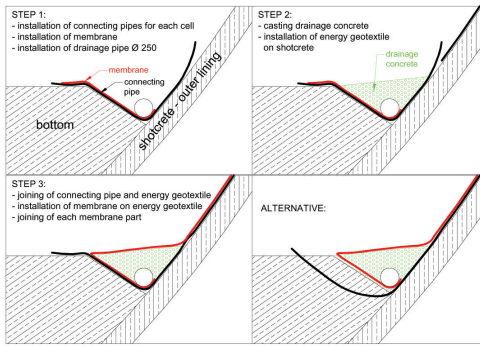 STEP 1:
- installation of connecting pipes for each cell
- installation of membrane
- installation of drainage pipe Ø 250
membrane
connecting
pipe
bottom
shotcrete - outer lining
STEP 2:
- casting drainage concrete
- installation of energy geotextile
on shotcrete
drainage
concrete
STEP 3:
- joining of connecting pipe and energy geotextile
- installation of membrane on energy geotextile
- joining of each membrane part
ALTERNATIVE: